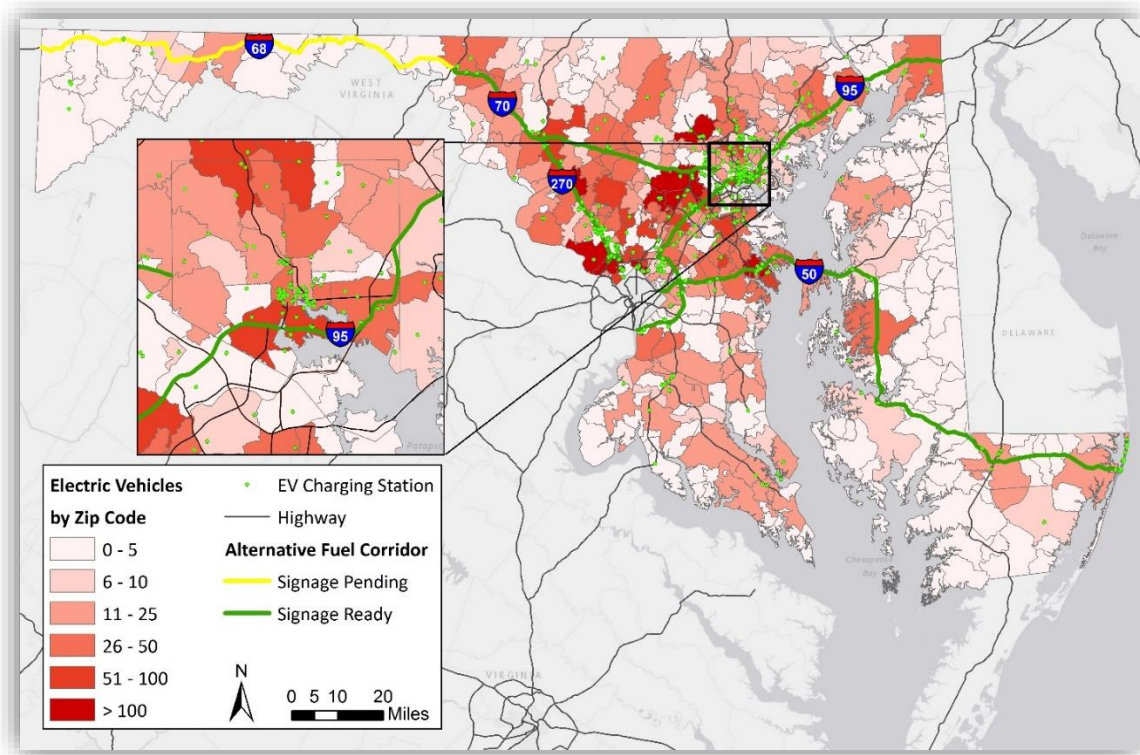 68
WEST
VIRGINIA
70
95
270
50
Delaware
Bay
DELAWARE
95
Chesapeake
Bay
VIRGINIA
Electric Vehicles
by Zip Code
0 - 5
6 - 10
11 - 25
26 - 50
51 - 100
> 100
EV Charging Station
Highway
Alternative Fuel Corridor
Signage Pending
Signage Ready
N
0 5 10 20
Miles